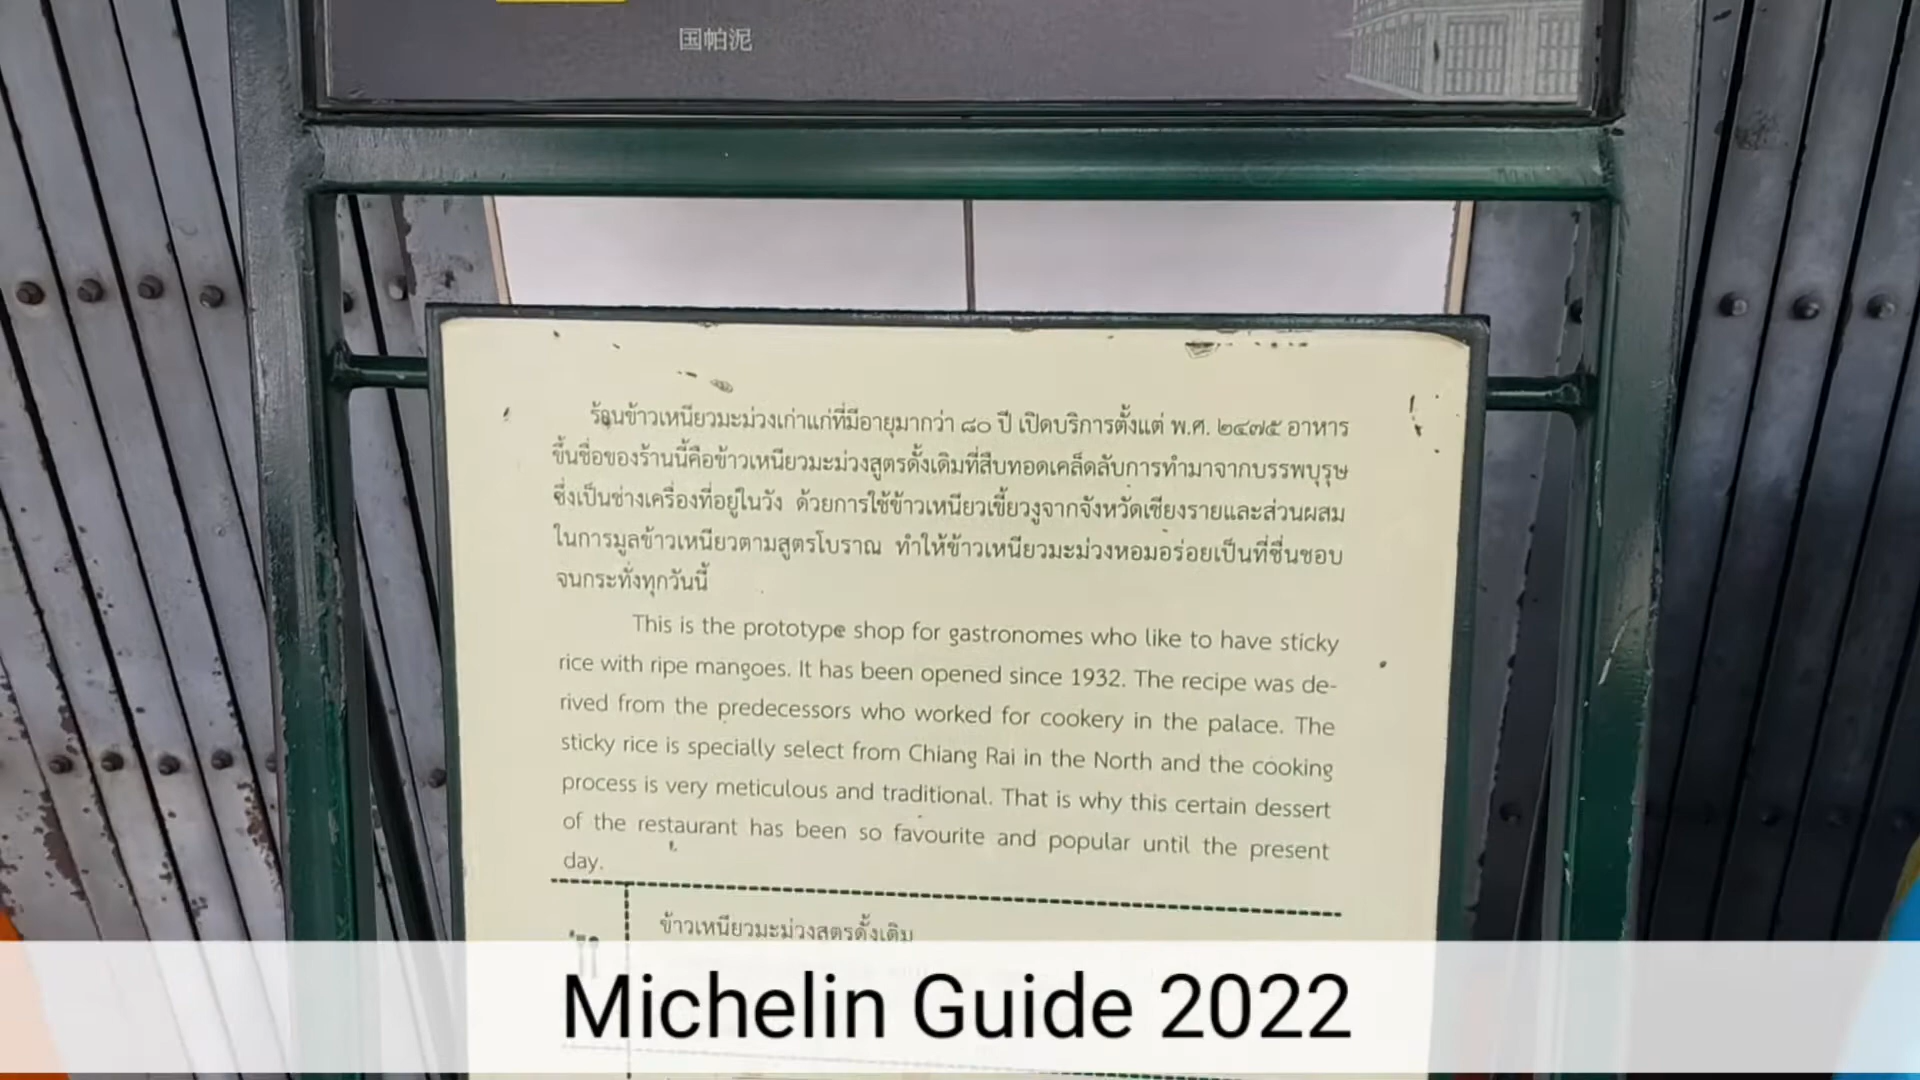 国帕泥
ร้านข้าวเหนียวมะม่วงเก่าแก่ที่มีอายุมากว่า ๘๐ ปี เปิดบริการตั้งแต่ พ.ศ. ๒๔๗๕ อาหาร
ขึ้นชื่อของร้านนี้คือข้าวเหนียวมะม่วงสูตรดั้งเดิมที่สืบทอดเคล็ดลับการทำมาจากบรรพบุรุษ
ซึ่งเป็นช่างเครื่องที่อยู่ในวัง ด้วยการใช้ข้าวเหนียวเขี้ยวงูจากจังหวัดเชียงรายและส่วนผสม
ในการมูลข้าวเหนียวตามสูตรโบราณ ทำให้ข้าวเหนียวมะม่วงหอมอร่อยเป็นที่ชื่นชอบ
จนกระทั่งทุกวันนี้
This is the prototype shop for gastronomes who like to have sticky
rice with ripe mangoes. It has been opened since 1932. The recipe was de-
rived from the predecessors who worked for cookery in the palace. The
sticky rice is specially select from Chiang Rai in the North and the cooking
process is very meticulous and traditional. That is why this certain dessert
of the restaurant has been so favourite and popular until the present
day.
ข้าวเหนียวมะม่วงสูตรดั้งเดิม
Michelin Guide 2022